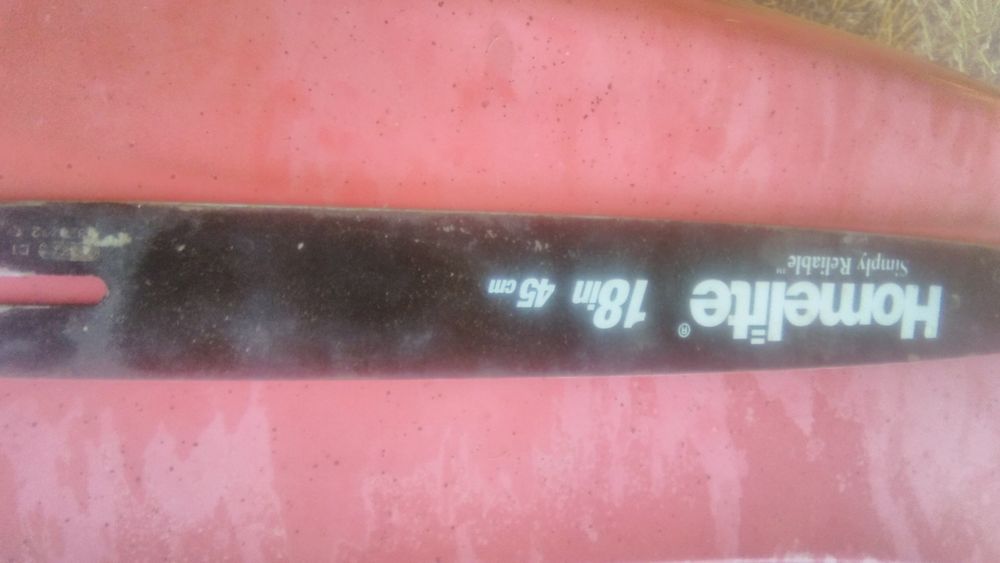 Homelite®
Simply Reliable™
18in 45cm